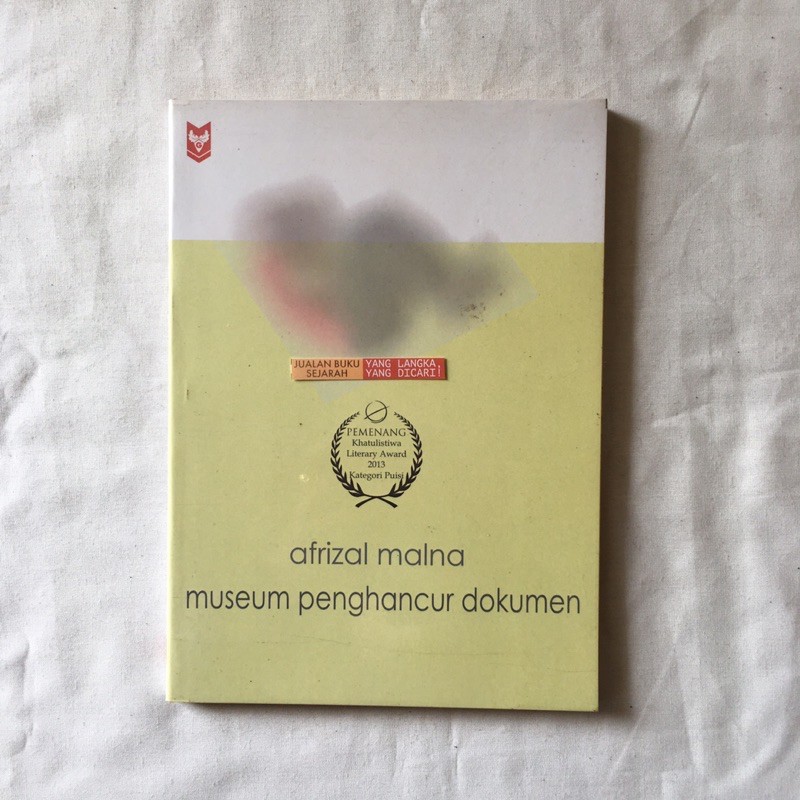 JUALAN BUKU YANG LANGKA,
SEJARAH YANG DICARI!
PEMENANG
Khatulistiwa
Literary Award
2013
Kategori Puisi
afrizal malna
museum penghancur dokumen